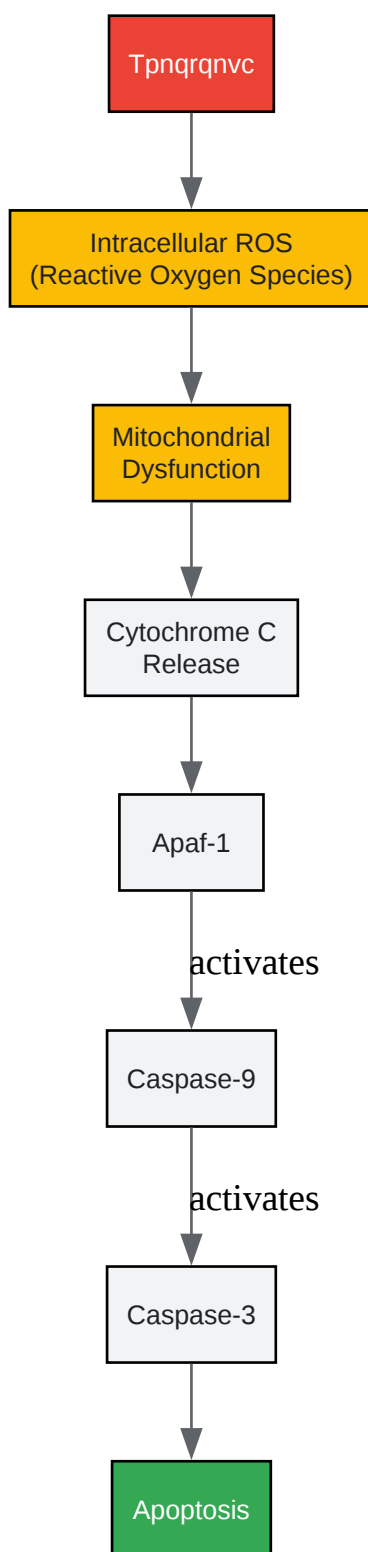 Tpnqrqnvc
Intracellular ROS
(Reactive Oxygen Species)
Mitochondrial
Dysfunction
Cytochrome C
Release
Apaf-1
activates
Caspase-9
activates
Caspase-3
Apoptosis